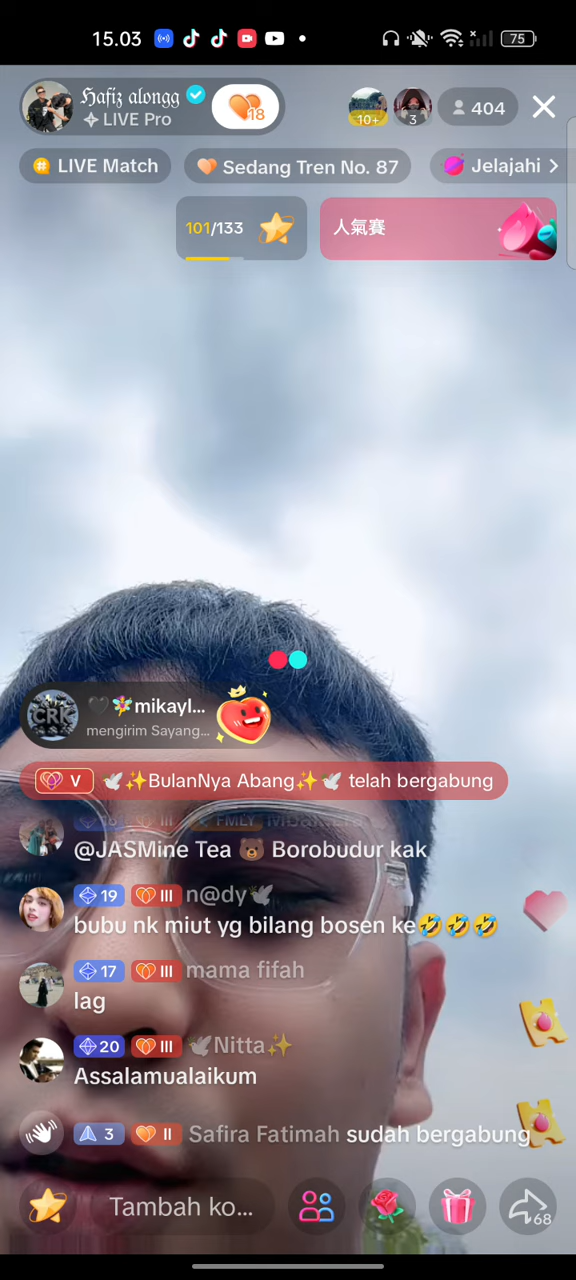 15.03
75
ℌ𝔞𝔣𝔦𝔷 𝔞𝔩𝔬𝔫𝔤𝔤
LIVE Pro
18
10+
3
404
LIVE Match
Sedang Tren No. 87
Jelajahi
101/133
人氣賽
CRK
🖤🧚mikayl...
mengirim Sayang...
V 🕊✨BulanNya Abang✨🕊 telah bergabung
III FMLY
@JASMine Tea 🐻 Borobudur kak
19 III n@dy🕊
bubu nk miut yg bilang bosen ke🤣🤣🤣
17 III mama fifah
lag
20 III 🕊Nitta✨
Assalamualaikum
3 II Safira Fatimah sudah bergabung
Tambah ko...
68